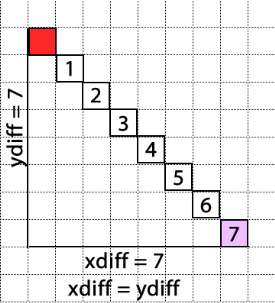 1
2
3
4
5
6
7
ydiff = 7
xdiff = 7
xdiff = ydiff